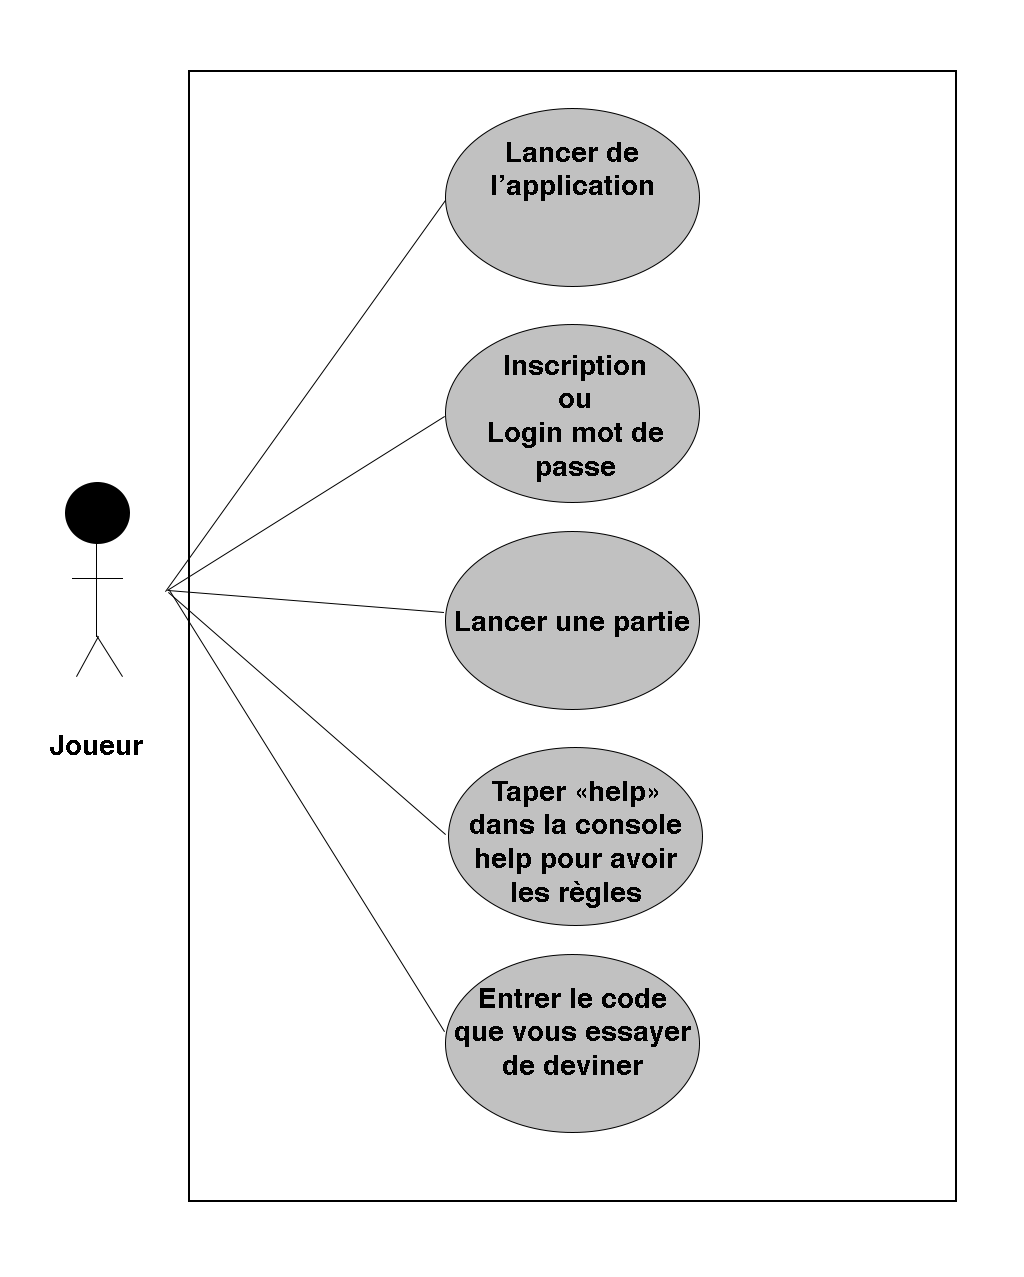 Lancer de
l’application
Inscription
ou
Login mot de
passe
Lancer une partie
Joueur
Taper «help»
dans la console
help pour avoir
les règles
Entrer le code
que vous essayer
de deviner